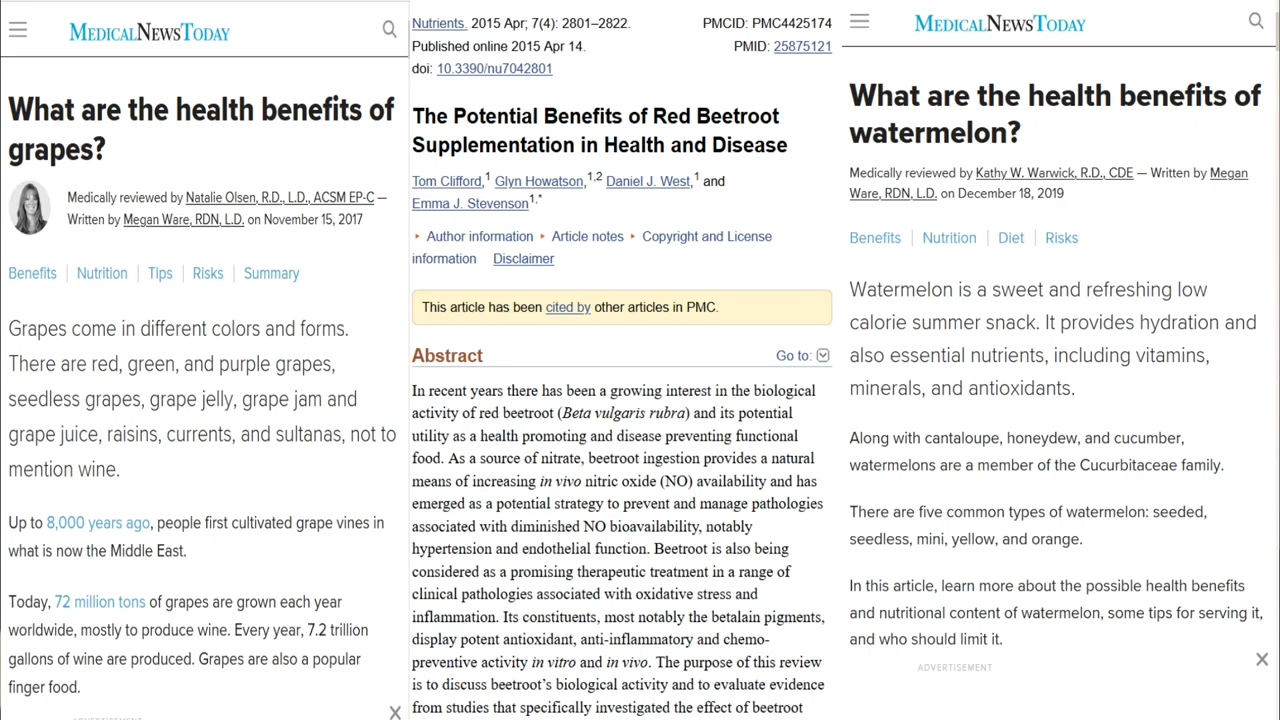 MEDICALNEWSTODAY
What are the health benefits of
grapes?
Medically reviewed by Natalie Olsen, R.D., L.D., ACSM EP-C —
Written by Megan Ware, RDN, L.D. on November 15, 2017
Benefits | Nutrition | Tips | Risks | Summary
Grapes come in different colors and forms.
There are red, green, and purple grapes,
seedless grapes, grape jelly, grape jam and
grape juice, raisins, currents, and sultanas, not to
mention wine.
Up to 8,000 years ago, people first cultivated grape vines in
what is now the Middle East.
Today, 72 million tons of grapes are grown each year
worldwide, mostly to produce wine. Every year, 7.2 trillion
gallons of wine are produced. Grapes are also a popular
finger food.
ADVERTISEMENT
X
Nutrients. 2015 Apr; 7(4): 2801–2822.
PMCID: PMC4425174
Published online 2015 Apr 14.
PMID: 25875121
doi: 10.3390/nu7042801
The Potential Benefits of Red Beetroot
Supplementation in Health and Disease
Tom Clifford,1 Glyn Howatson,1,2 Daniel J. West,1 and
Emma J. Stevenson1,*
▸ Author information ▸ Article notes ▸ Copyright and License
information Disclaimer
This article has been cited by other articles in PMC.
Abstract
Go to:
In recent years there has been a growing interest in the biological
activity of red beetroot (Beta vulgaris rubra) and its potential
utility as a health promoting and disease preventing functional
food. As a source of nitrate, beetroot ingestion provides a natural
means of increasing in vivo nitric oxide (NO) availability and has
emerged as a potential strategy to prevent and manage pathologies
associated with diminished NO bioavailability, notably
hypertension and endothelial function. Beetroot is also being
considered as a promising therapeutic treatment in a range of
clinical pathologies associated with oxidative stress and
inflammation. Its constituents, most notably the betalain pigments,
display potent antioxidant, anti-inflammatory and chemo-
preventive activity in vitro and in vivo. The purpose of this review
is to discuss beetroot’s biological activity and to evaluate evidence
from studies that specifically investigated the effect of beetroot
MEDICALNEWSTODAY
What are the health benefits of
watermelon?
Medically reviewed by Kathy W. Warwick, R.D., CDE — Written by Megan
Ware, RDN, L.D. on December 18, 2019
Benefits | Nutrition | Diet | Risks
Watermelon is a sweet and refreshing low
calorie summer snack. It provides hydration and
also essential nutrients, including vitamins,
minerals, and antioxidants.
Along with cantaloupe, honeydew, and cucumber,
watermelons are a member of the Cucurbitaceae family.
There are five common types of watermelon: seeded,
seedless, mini, yellow, and orange.
In this article, learn more about the possible health benefits
and nutritional content of watermelon, some tips for serving it,
and who should limit it.
ADVERTISEMENT
X